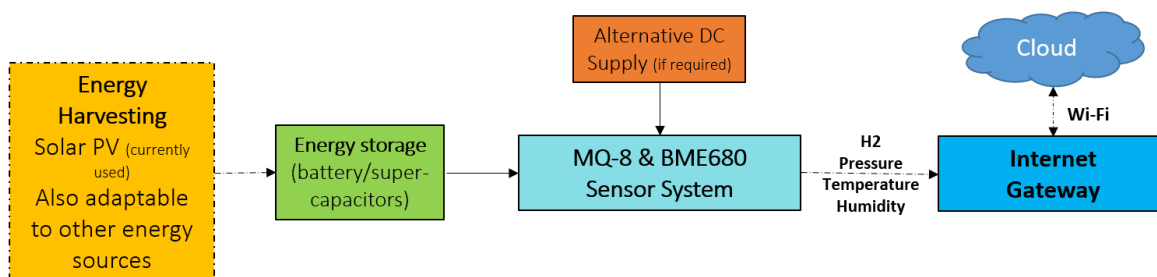 Energy
Harvesting
Solar PV (currently
used)
Also adaptable
to other energy
sources
Energy storage
(battery/super-
capacitors)
Alternative DC
Supply (if required)
MQ-8 & BME680
Sensor System
H2
Pressure
Temperature
Humidity
Cloud
Wi-Fi
Internet
Gateway